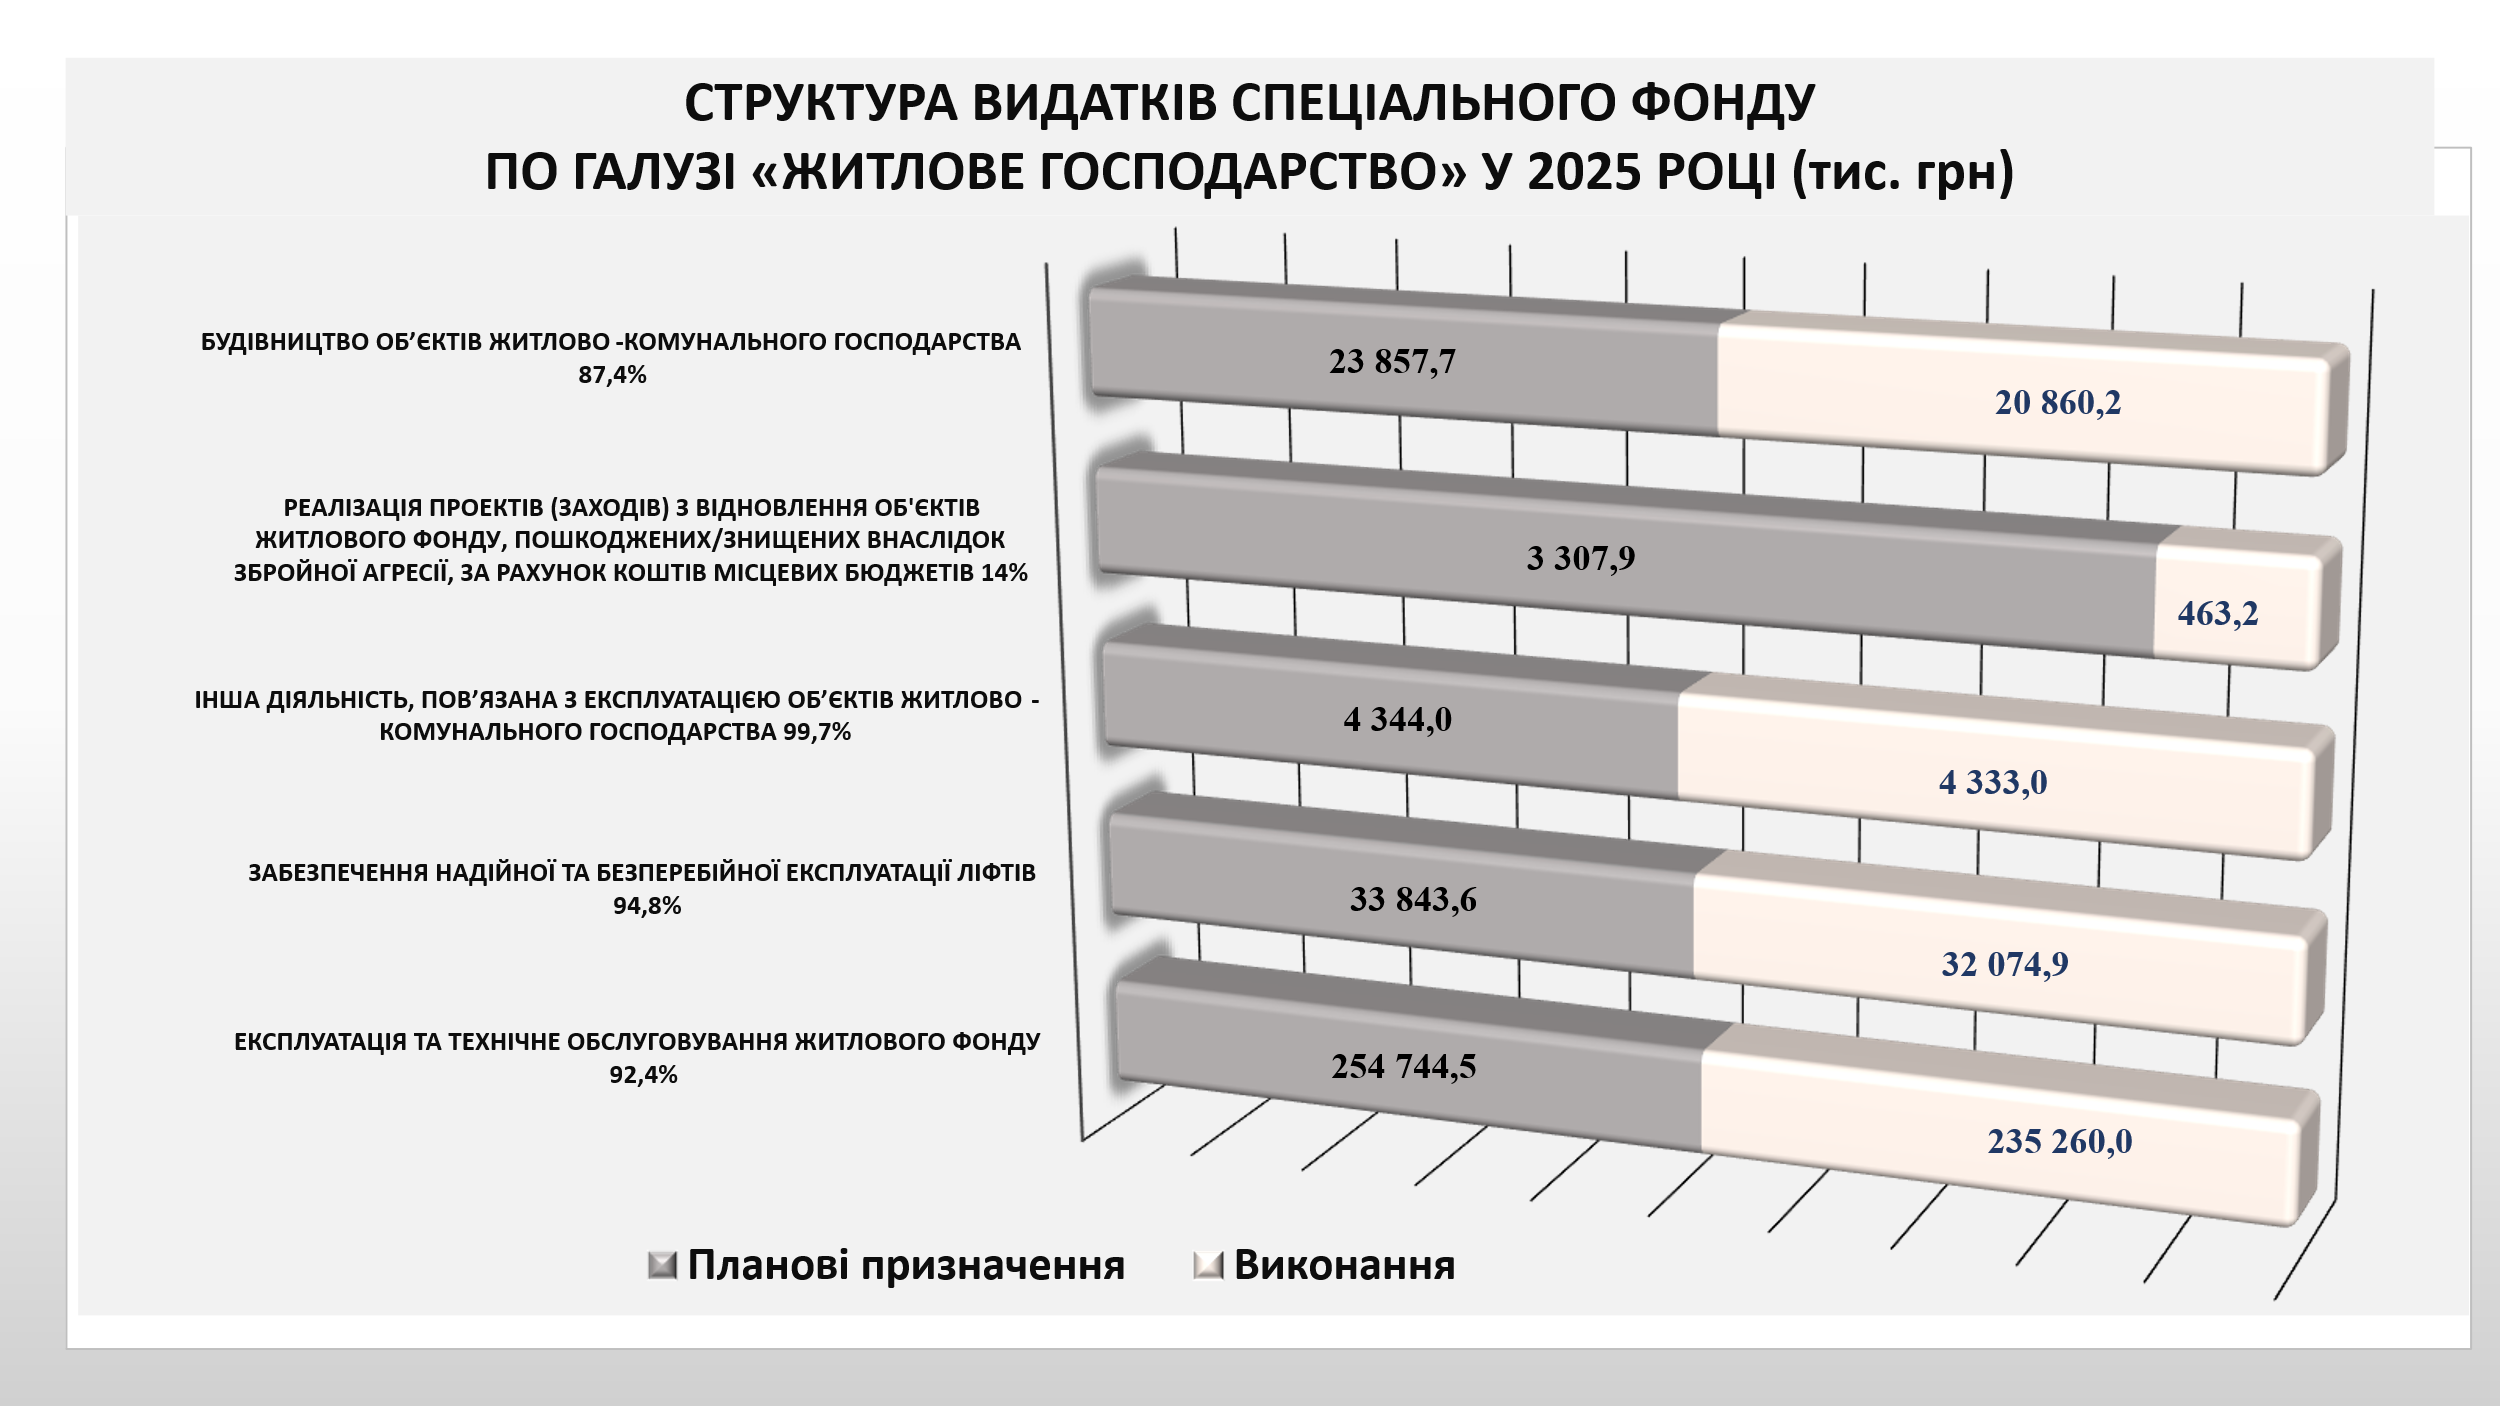 СТРУКТУРА ВИДАТКІВ СПЕЦІАЛЬНОГО ФОНДУ
ПО ГАЛУЗІ «ЖИТЛОВЕ ГОСПОДАРСТВО» У 2025 РОЦІ (тис. грн)
БУДІВНИЦТВО ОБ’ЄКТІВ ЖИТЛОВО -КОМУНАЛЬНОГО ГОСПОДАРСТВА
87,4%
23 857,7
20 860,2
РЕАЛІЗАЦІЯ ПРОЕКТІВ (ЗАХОДІВ) З ВІДНОВЛЕННЯ ОБ'ЄКТІВ
ЖИТЛОВОГО ФОНДУ, ПОШКОДЖЕНИХ/ЗНИЩЕНИХ ВНАСЛІДОК
ЗБРОЙНОЇ АГРЕСІЇ, ЗА РАХУНОК КОШТІВ МІСЦЕВИХ БЮДЖЕТІВ 14%
3 307,9
463,2
ІНША ДІЯЛЬНІСТЬ, ПОВ’ЯЗАНА З ЕКСПЛУАТАЦІЄЮ ОБ’ЄКТІВ ЖИТЛОВО -
КОМУНАЛЬНОГО ГОСПОДАРСТВА 99,7%
4 344,0
4 333,0
ЗАБЕЗПЕЧЕННЯ НАДІЙНОЇ ТА БЕЗПЕРЕБІЙНОЇ ЕКСПЛУАТАЦІЇ ЛІФТІВ
94,8%
33 843,6
32 074,9
ЕКСПЛУАТАЦІЯ ТА ТЕХНІЧНЕ ОБСЛУГОВУВАННЯ ЖИТЛОВОГО ФОНДУ
92,4%
254 744,5
235 260,0
Планові призначення
Виконання